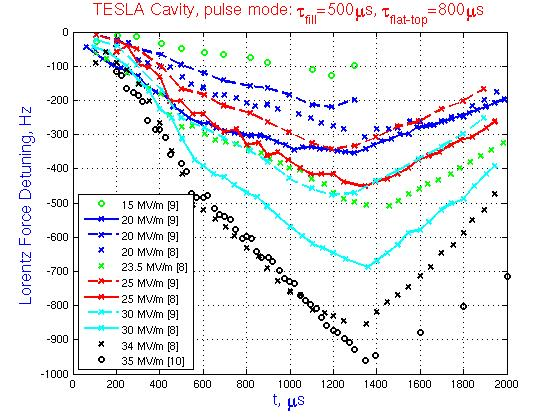 TESLA Cavity, pulse mode: τfill=500μs, τflat-top=800μs
Lorentz Force Detuning, Hz
0
-100
-200
-300
-400
-500
-600
-700
-800
-900
-1000
15 MV/m [9]
20 MV/m [9]
20 MV/m [9]
20 MV/m [8]
23.5 MV/m [8]
25 MV/m [9]
25 MV/m [8]
30 MV/m [9]
30 MV/m [8]
34 MV/m [8]
35 MV/m [10]
0 200 400 600 800 1000 1200 1400 1600 1800 2000
t, μs